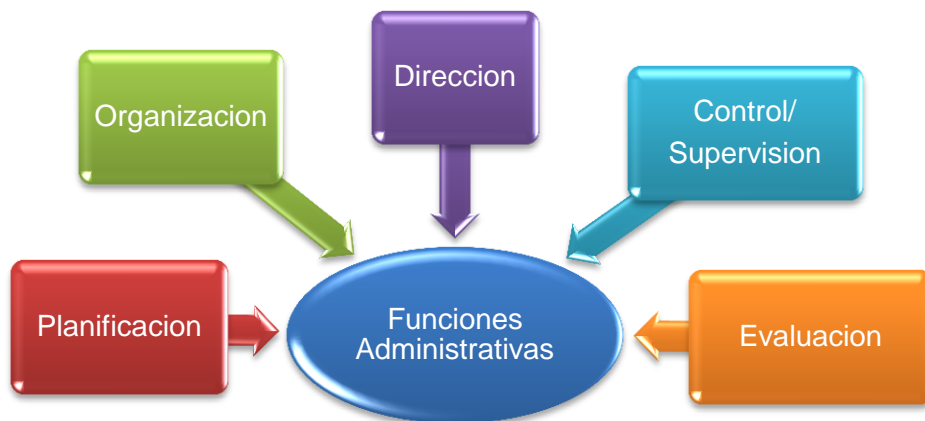 Planificacion
Organizacion
Direccion
Control/
Supervision
Evaluacion
Funciones
Administrativas